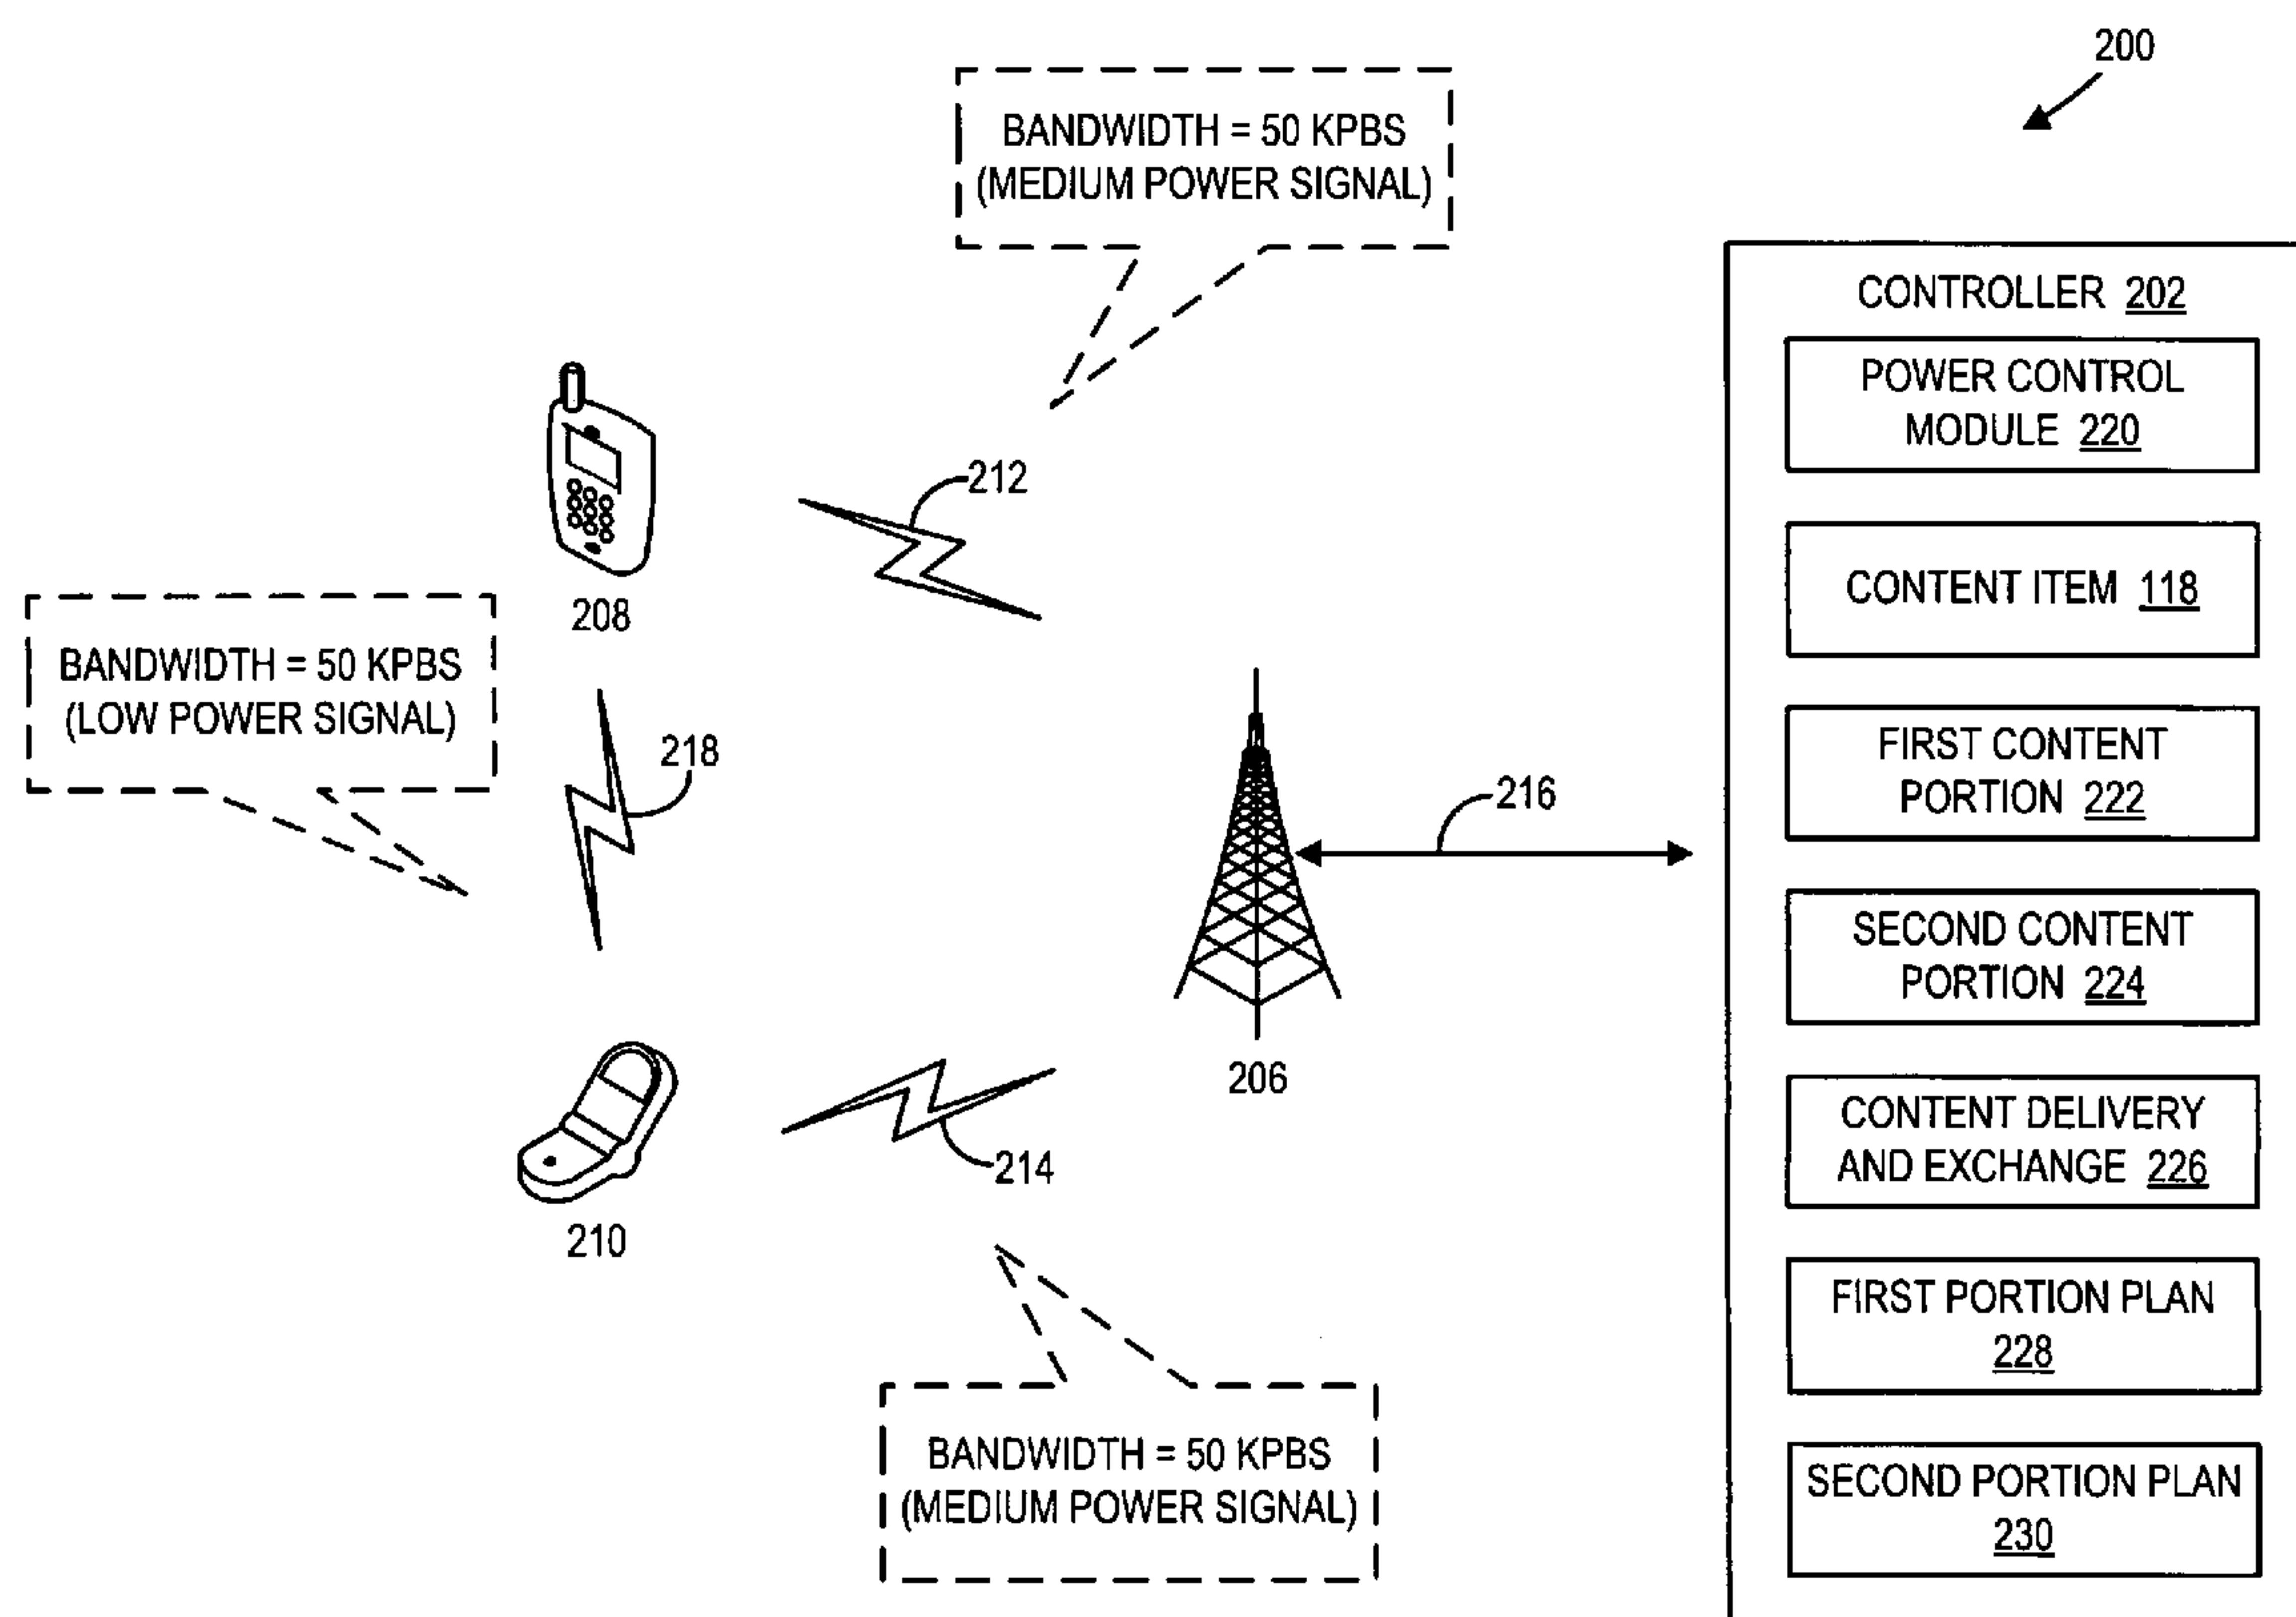 200
BANDWIDTH = 50 KPBS
(MEDIUM POWER SIGNAL)
CONTROLLER 202
POWER CONTROL
MODULE 220
212
CONTENT ITEM 118
208
BANDWIDTH = 50 KPBS
(LOW POWER SIGNAL)
218
FIRST CONTENT
PORTION 222
216
SECOND CONTENT
PORTION 224
206
CONTENT DELIVERY
AND EXCHANGE 226
214
210
FIRST PORTION PLAN
228
BANDWIDTH = 50 KPBS
(MEDIUM POWER SIGNAL)
SECOND PORTION PLAN
230